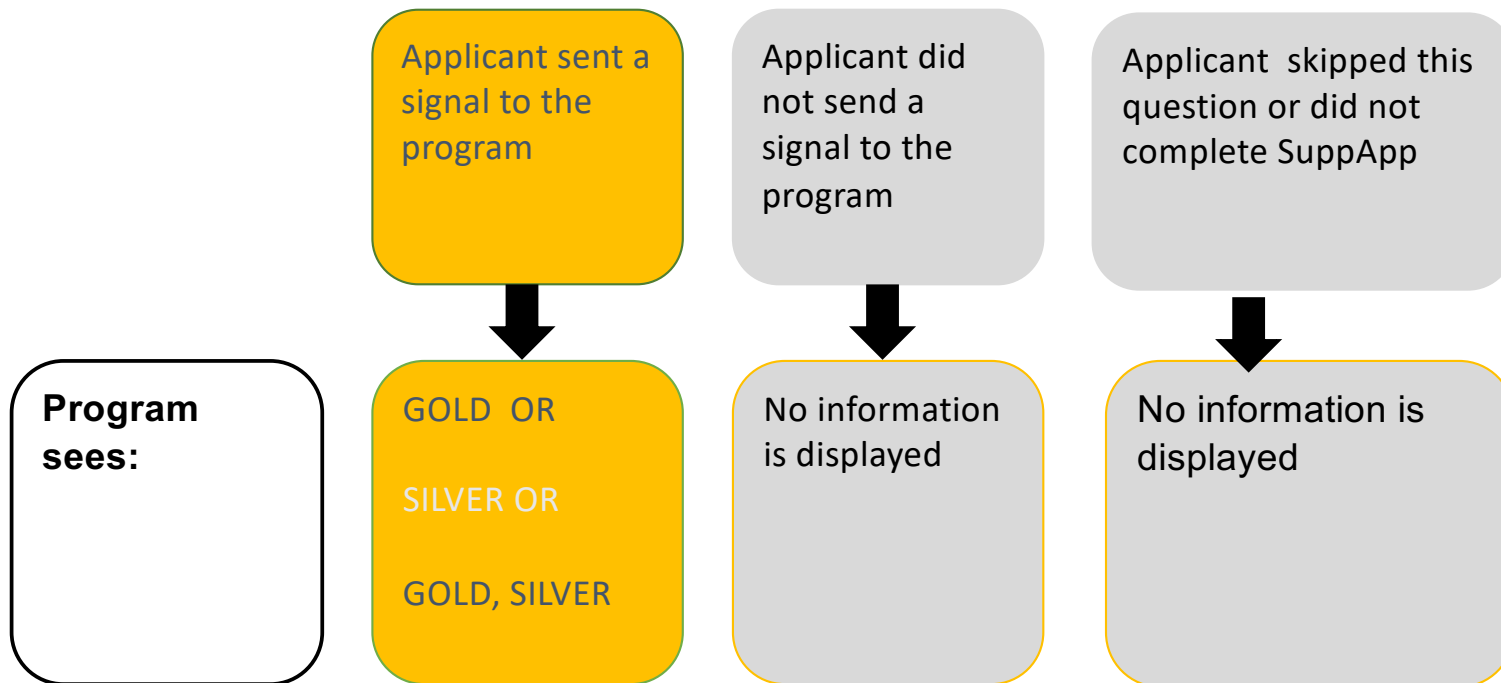 Applicant sent a
signal to the
program
Applicant did
not send a
signal to the
program
Applicant  skipped this
question or did not
complete SuppApp
Program
sees:
GOLD  OR
SILVER OR
GOLD, SILVER
No information
is displayed
No information is
displayed